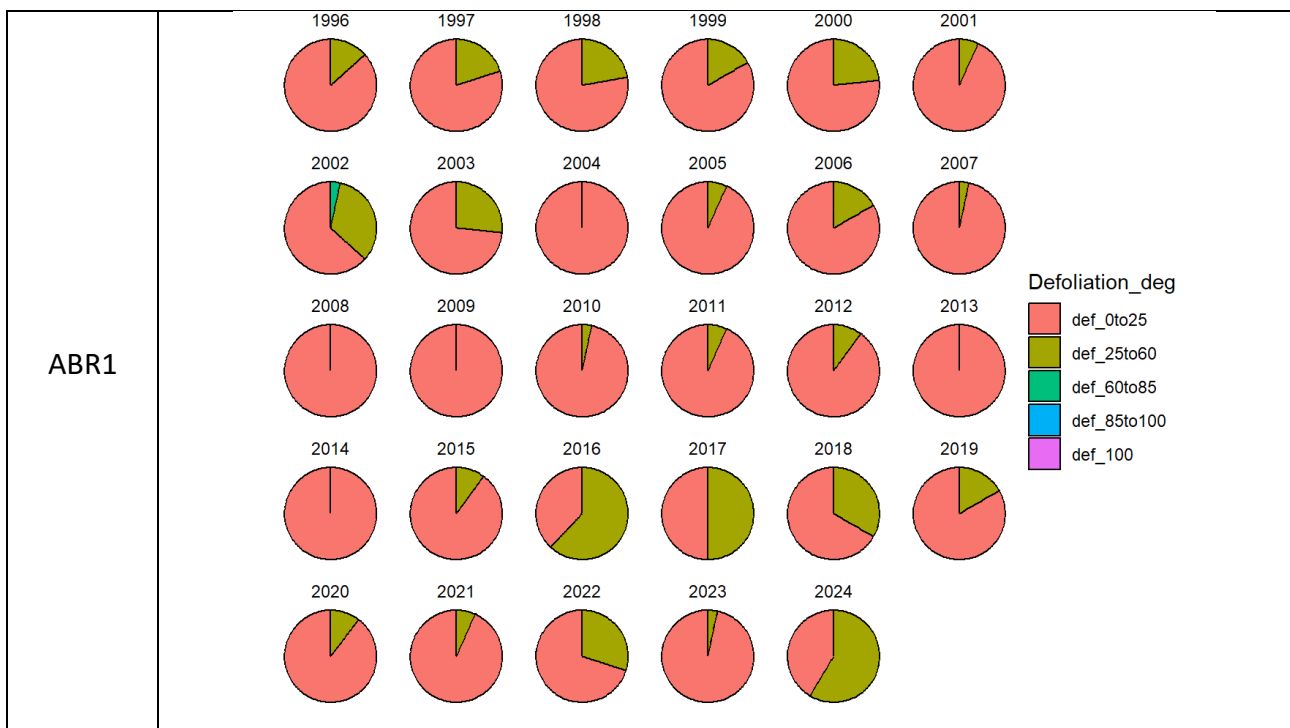 1996 1997 1998 1999 2000 2001
2002 2003 2004 2005 2006 2007
2008 2009 2010 2011 2012 2013
2014 2015 2016 2017 2018 2019
2020 2021 2022 2023 2024
ABR1
Defoliation_deg
def_0to25
def_25to60
def_60to85
def_85to100
def_100